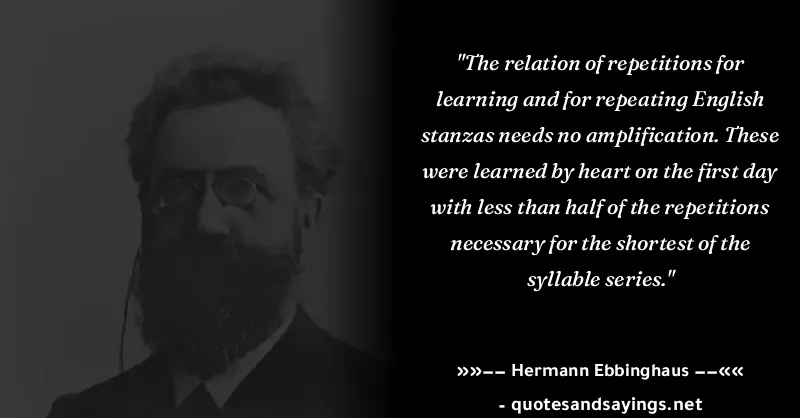 "The relation of repetitions for
learning and for repeating English
stanzas needs no amplification. These
were learned by heart on the first day
with less than half of the repetitions
necessary for the shortest of the
syllable series."
»»−− Hermann Ebbinghaus −−««
- quotesandsayings.net